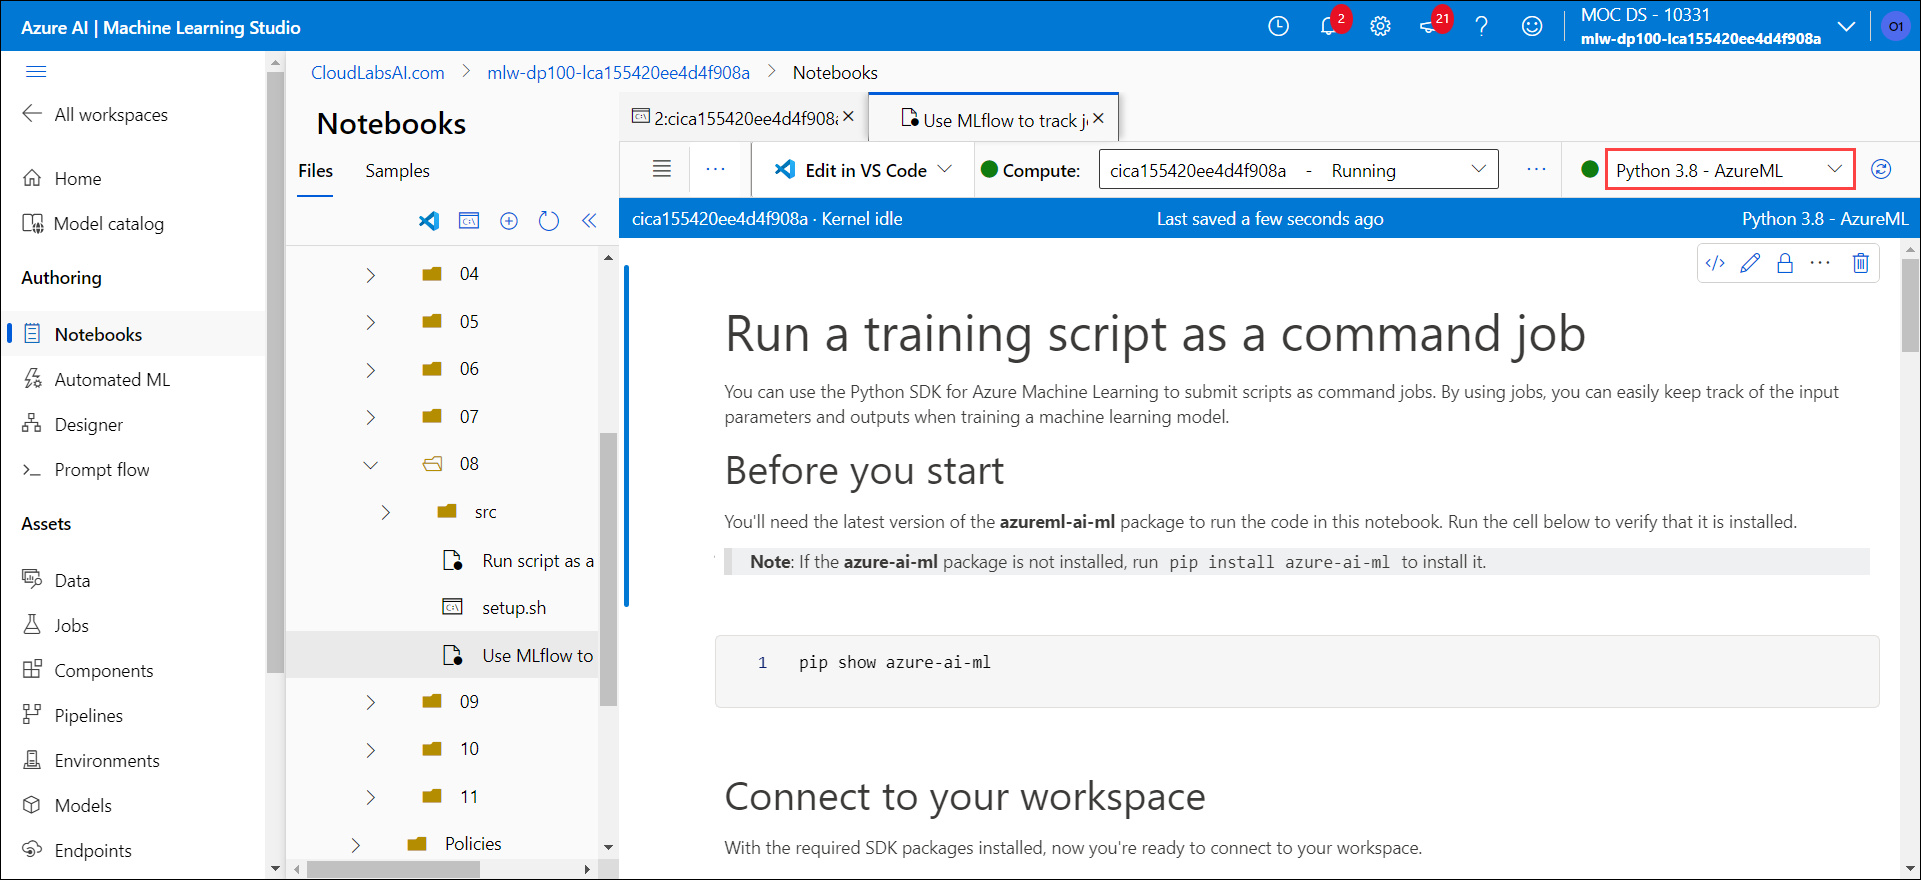 Azure AI | Machine Learning Studio
2
21
MOC DS - 10331
mlw-dp100-lca155420ee4d4f908a
O1
All workspaces
Home
Model catalog
Authoring
Notebooks
Automated ML
Designer
Prompt flow
Assets
Data
Jobs
Components
Pipelines
Environments
Models
Endpoints
CloudLabsAI.com > mlw-dp100-lca155420ee4d4f908a > Notebooks
Notebooks
Files Samples
04
05
06
07
08
src
Run script as a
setup.sh
Use MLflow to
09
10
11
Policies
2:cica155420ee4d4f908a
Use MLflow to track j
Edit in VS Code
Compute:
cica155420ee4d4f908a - Running
Python 3.8 - AzureML
cica155420ee4d4f908a · Kernel idle
Last saved a few seconds ago
Python 3.8 - AzureML
Run a training script as a command job
You can use the Python SDK for Azure Machine Learning to submit scripts as command jobs. By using jobs, you can easily keep track of the input
parameters and outputs when training a machine learning model.
Before you start
You'll need the latest version of the azureml-ai-ml package to run the code in this notebook. Run the cell below to verify that it is installed.
Note: If the azure-ai-ml package is not installed, run pip install azure-ai-ml to install it.
1 pip show azure-ai-ml
Connect to your workspace
With the required SDK packages installed, now you're ready to connect to your workspace.